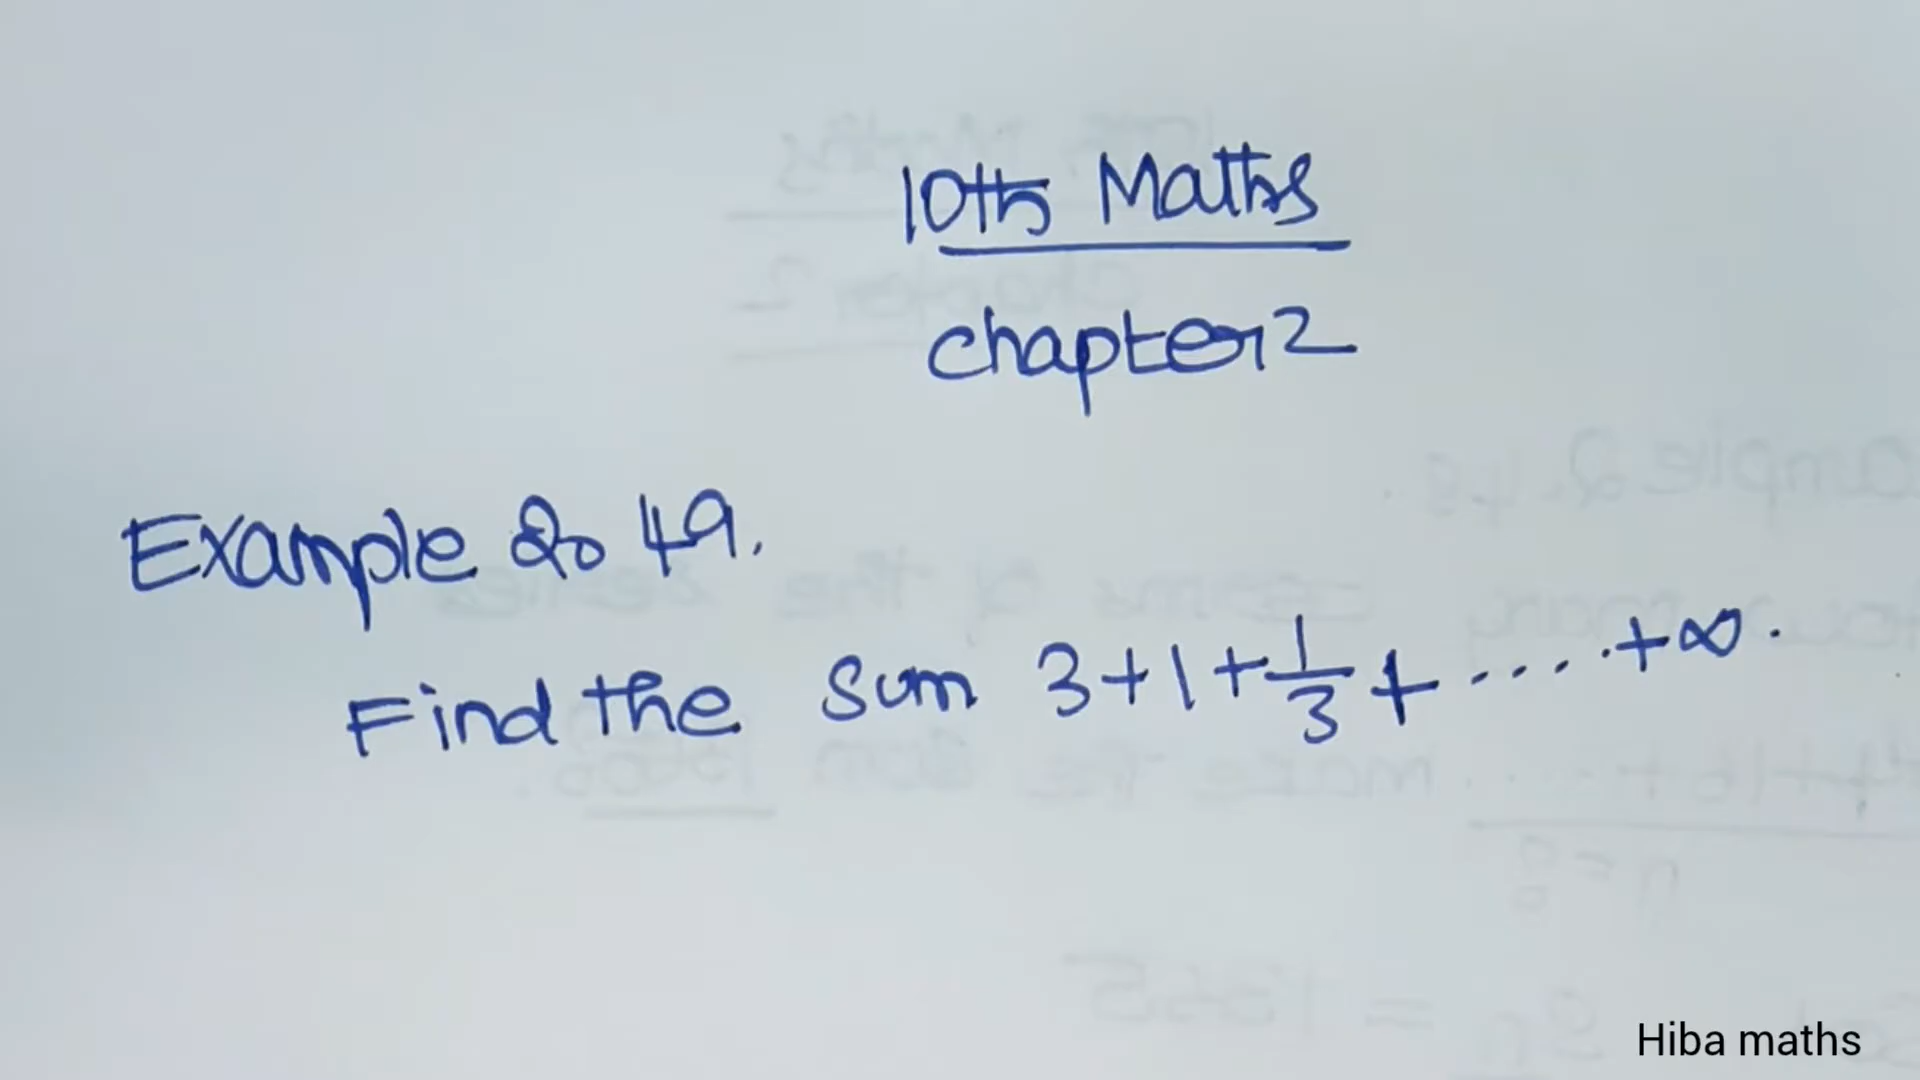 10th Maths
chapter 2
Example 2. 49.
Find the sum 3+1+1/3+.....+∞.
Hiba maths